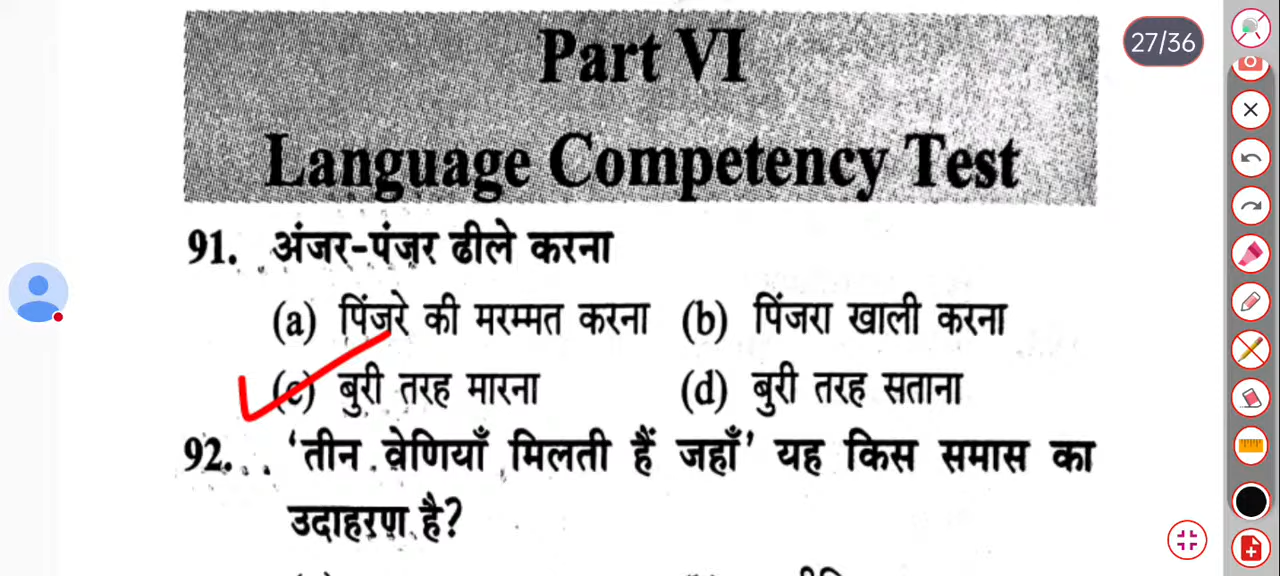 Part VI
27/36
Language Competency Test
91. अंजर-पंजर ढीले करना
(a) पिंजरे की मरम्मत करना (b) पिंजरा खाली करना
(c) बुरी तरह मारना (d) बुरी तरह सताना
92. 'तीन वेणियाँ मिलती हैं जहाँ' यह किस समास का
उदाहरण है?